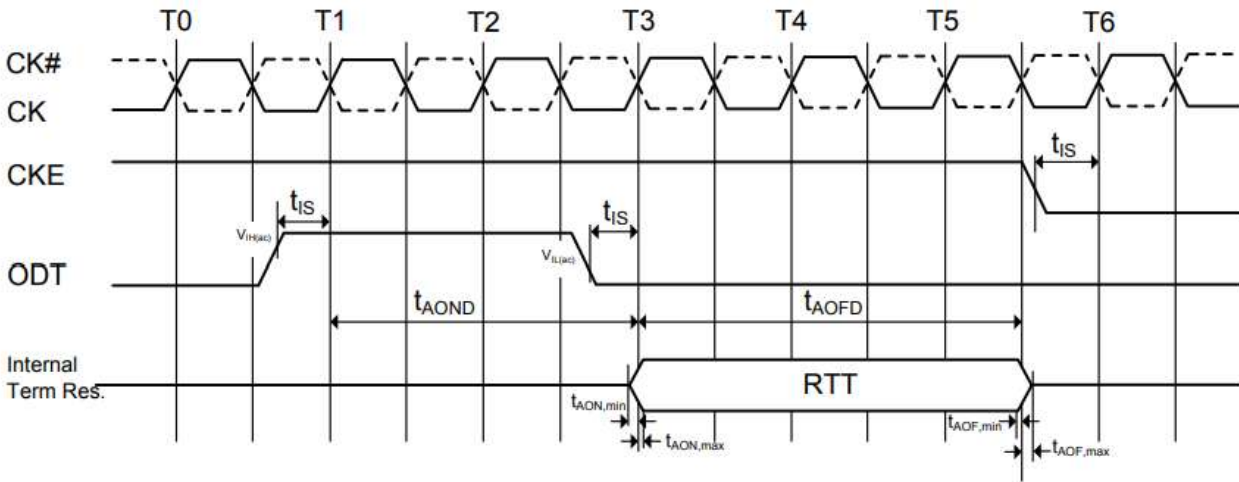 T0 T1 T2 T3 T4 T5 T6
CK#
CK
CKE
tIS
tIS
tIS
VIH(ac)
VIL(ac)
ODT
tAOND
tAOFD
Internal
Term Res.
RTT
tAON,min
tAOF,min
tAON,max
tAOF,max